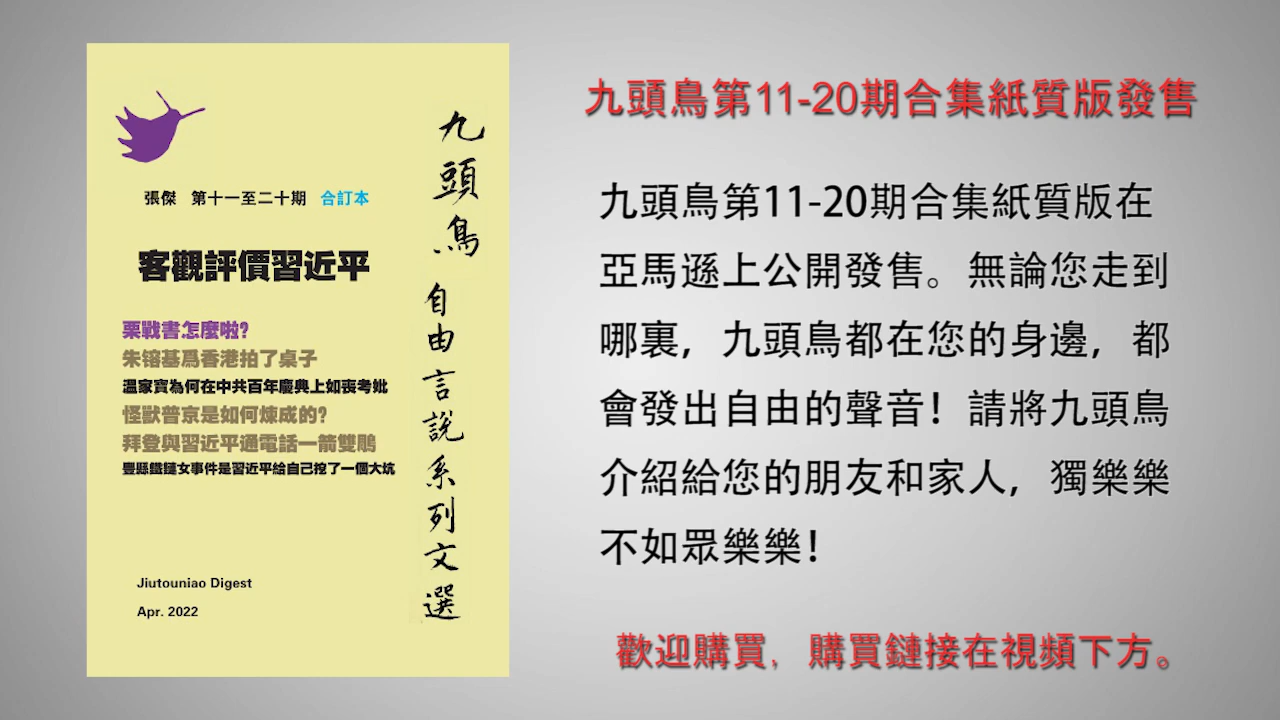 九頭鳥自由言說系列文選
張傑 第十一至二十期 合訂本
客觀評價習近平
栗戰書怎麼啦?
朱镕基爲香港拍了桌子
溫家寶為何在中共百年慶典上如喪考妣
怪獸普京是如何煉成的?
拜登與習近平通電話一箭雙鵰
豐縣鐵鏈女事件是習近平給自己挖了一個大坑
Jiutouniao Digest
Apr. 2022
九頭鳥第11-20期合集紙質版發售
九頭鳥第11-20期合集紙質版在
亞馬遜上公開發售。無論您走到
哪裏，九頭鳥都在您的身邊，都
會發出自由的聲音！請將九頭鳥
介紹給您的朋友和家人，獨樂樂
不如眾樂樂！
歡迎購買，購買鏈接在視頻下方。